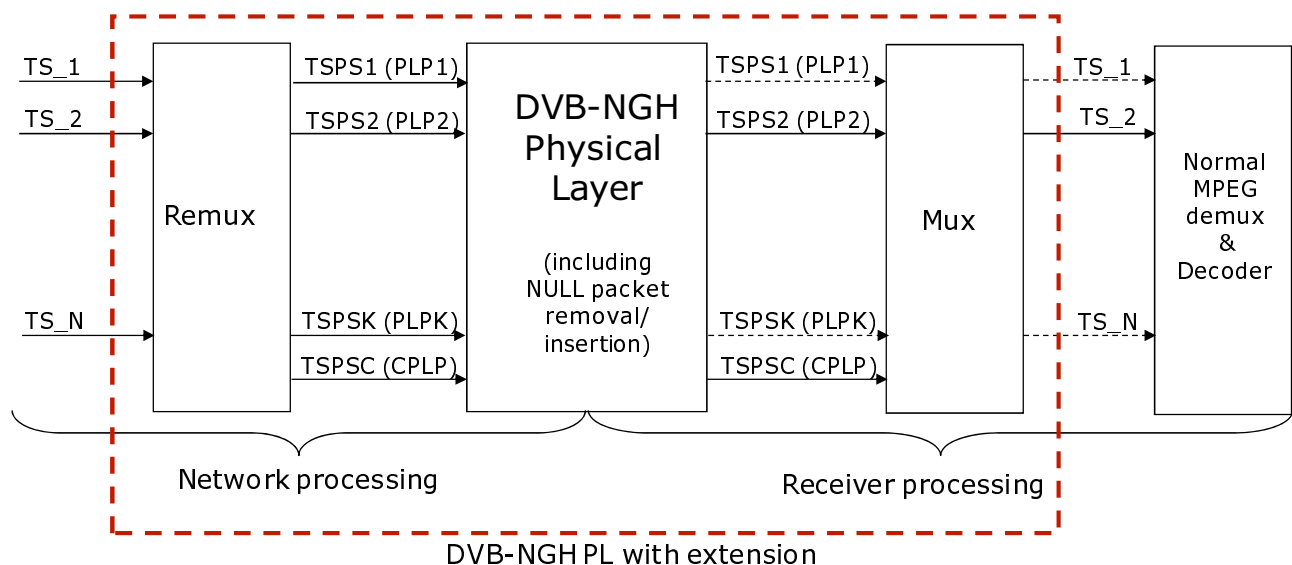 TS_1
TS_2
TS_N
Remux
TSPS1 (PLP1)
TSPS2 (PLP2)
TSPSK (PLPK)
TSPSC (CPLP)
DVB-NGH
Physical
Layer
(including
NULL packet
removal/
insertion)
TSPS1 (PLP1)
TSPS2 (PLP2)
TSPSK (PLPK)
TSPSC (CPLP)
Mux
TS_1
TS_2
TS_N
Normal
MPEG
demux
&
Decoder
Network processing
Receiver processing
DVB-NGH PL with extension